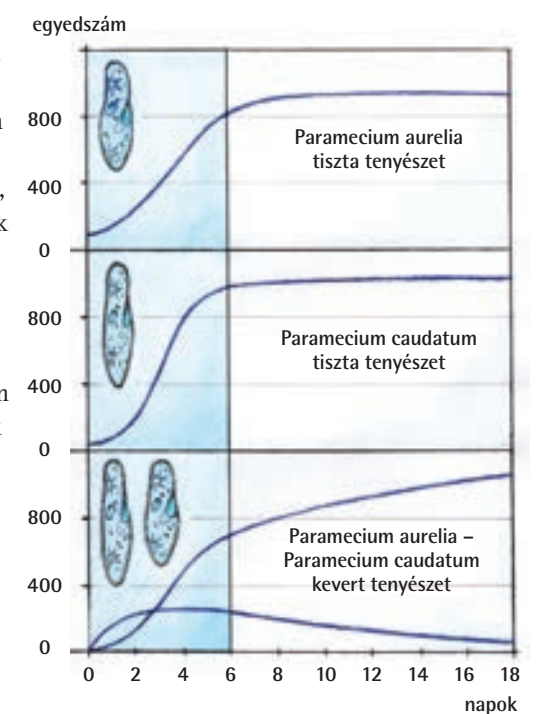 egyedszám
800
400
0
Paramecium aurelia
tiszta tenyészet
800
400
0
Paramecium caudatum
tiszta tenyészet
800
400
0
Paramecium aurelia –
Paramecium caudatum
kevert tenyészet
0 2 4 6 8 10 12 14 16 18
napok